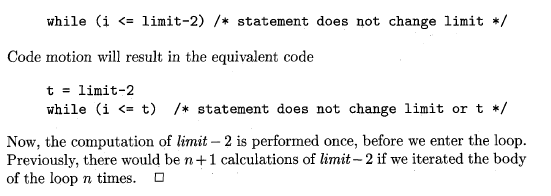 while (i <= limit-2) /* statement does not change limit */
Code motion will result in the equivalent code
t = limit-2
while (i <= t) /* statement does not change limit or t */
Now, the computation of limit − 2 is performed once, before we enter the loop.
Previously, there would be n+1 calculations of limit−2 if we iterated the body
of the loop n times. □